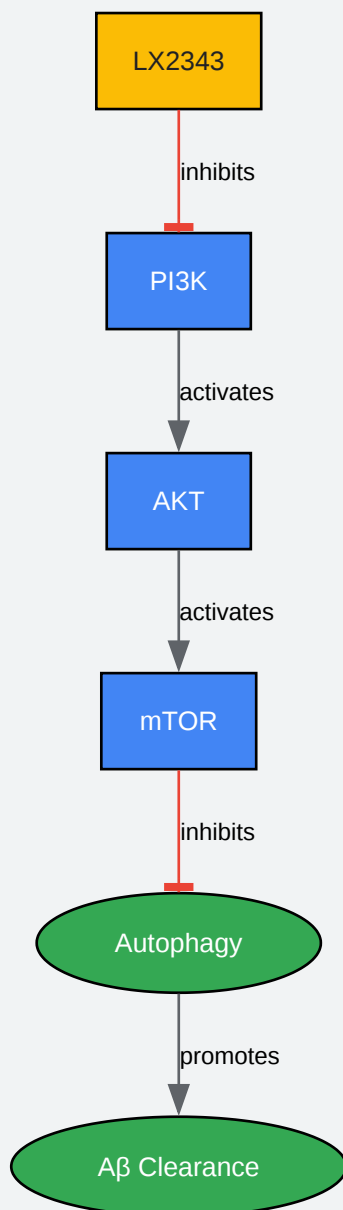 LX2343
inhibits
PI3K
activates
AKT
activates
mTOR
inhibits
Autophagy
promotes
Aβ Clearance